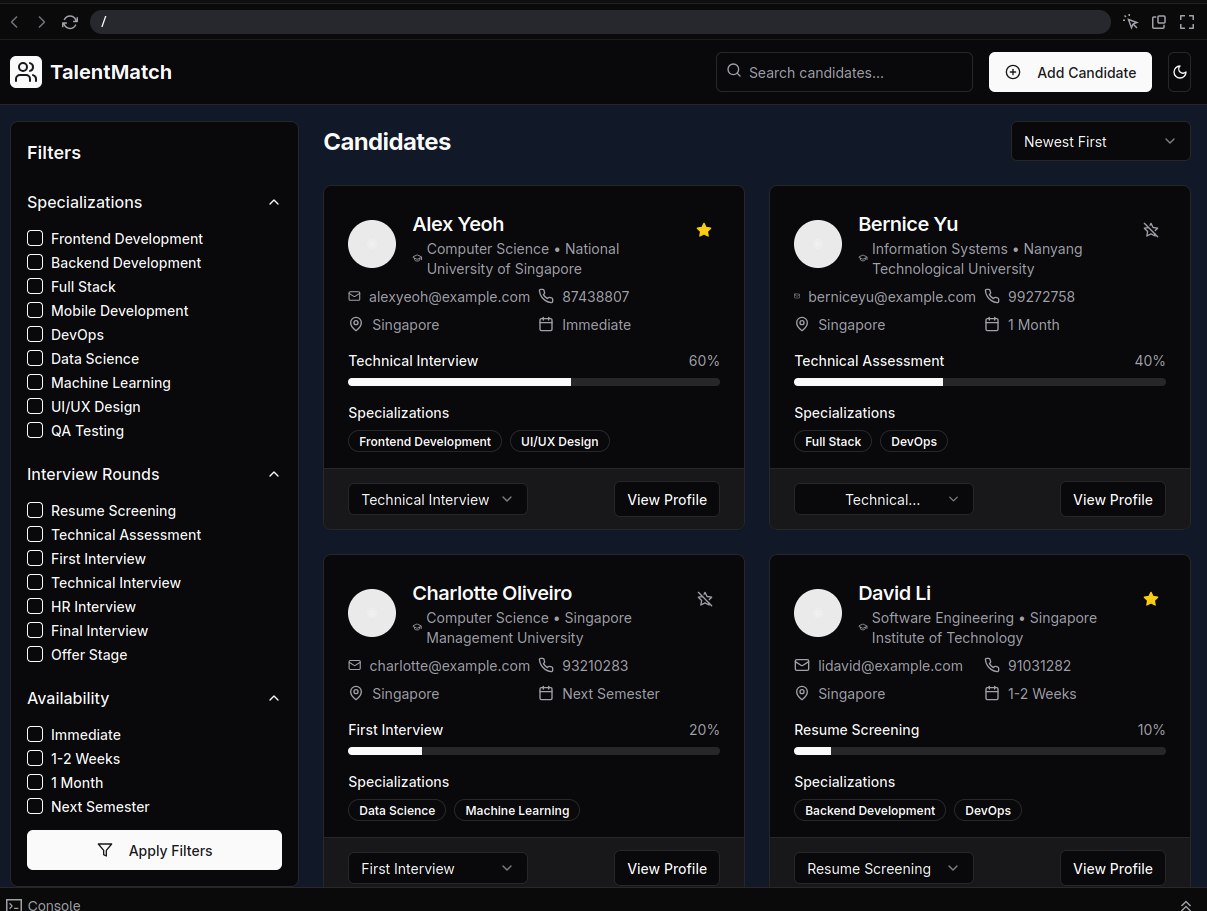 /
TalentMatch
Search candidates...
Add Candidate
Filters
Specializations
Frontend Development
Backend Development
Full Stack
Mobile Development
DevOps
Data Science
Machine Learning
UI/UX Design
QA Testing
Interview Rounds
Resume Screening
Technical Assessment
First Interview
Technical Interview
HR Interview
Final Interview
Offer Stage
Availability
Immediate
1-2 Weeks
1 Month
Next Semester
Apply Filters
Candidates
Newest First
Alex Yeoh
Computer Science • National
University of Singapore
alexyeoh@example.com 87438807
Singapore Immediate
Technical Interview 60%
Specializations
Frontend Development UI/UX Design
Technical Interview View Profile
Bernice Yu
Information Systems • Nanyang
Technological University
berniceyu@example.com 99272758
Singapore 1 Month
Technical Assessment 40%
Specializations
Full Stack DevOps
Technical... View Profile
Charlotte Oliveiro
Computer Science • Singapore
Management University
charlotte@example.com 93210283
Singapore Next Semester
First Interview 20%
Specializations
Data Science Machine Learning
First Interview View Profile
David Li
Software Engineering • Singapore
Institute of Technology
lidavid@example.com 91031282
Singapore 1-2 Weeks
Resume Screening 10%
Specializations
Backend Development DevOps
Resume Screening View Profile
Console